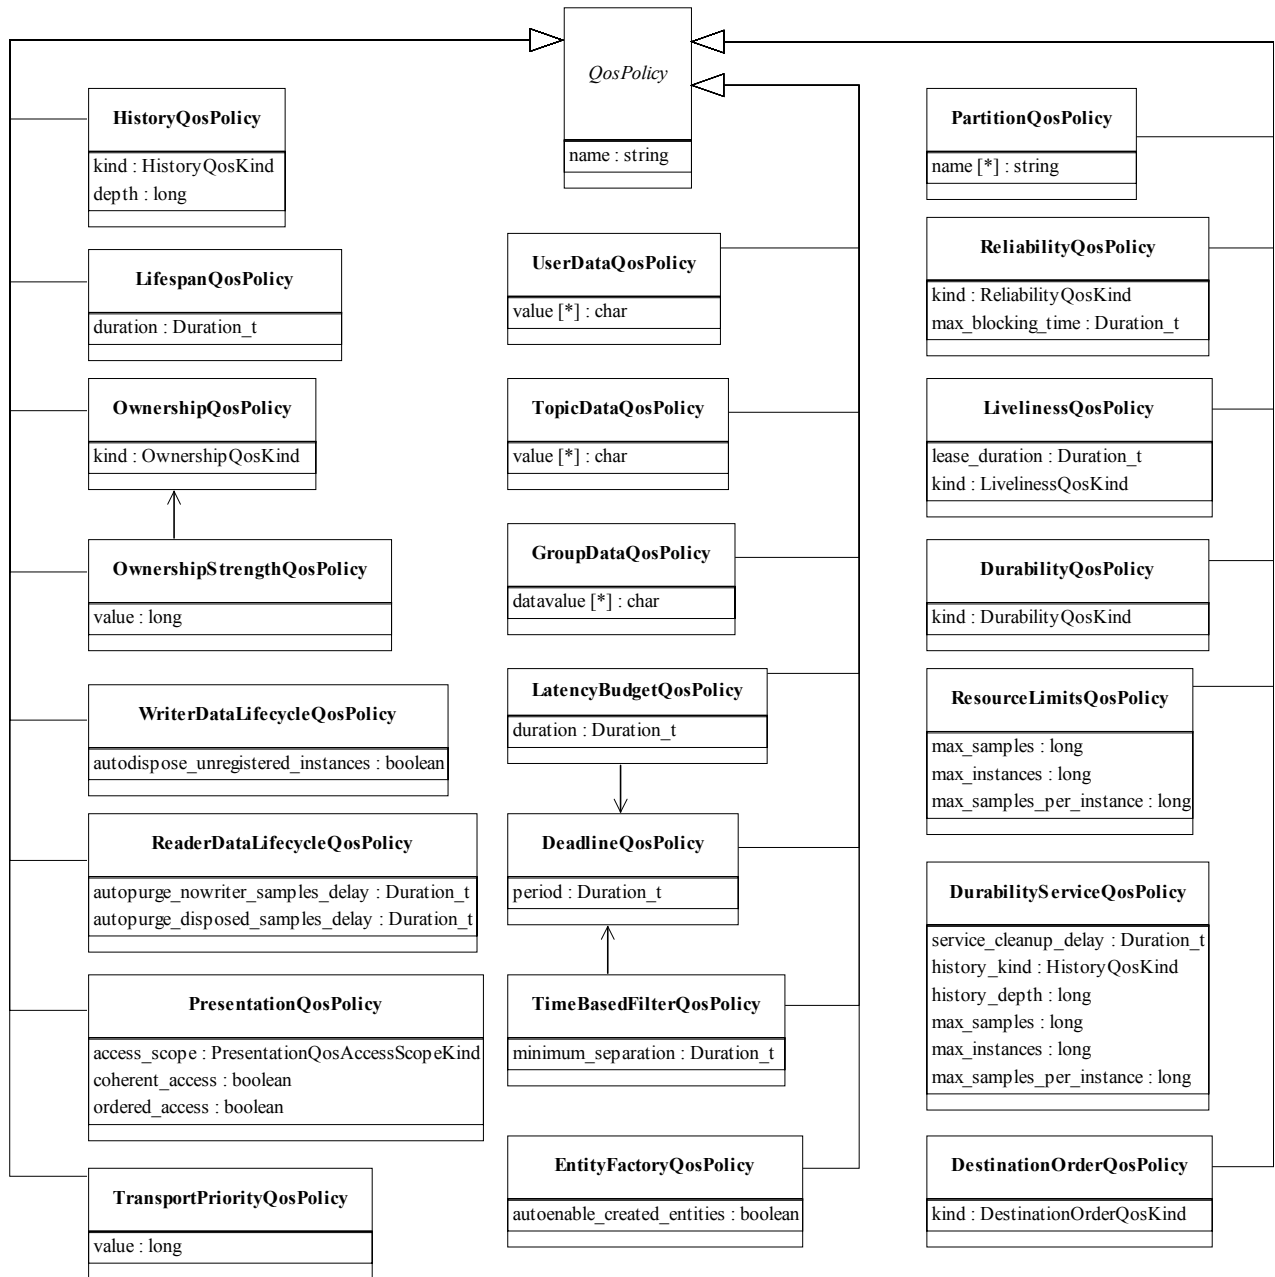 QosPolicy
name : string
HistoryQosPolicy
kind : HistoryQosKind
depth : long
LifespanQosPolicy
duration : Duration_t
OwnershipQosPolicy
kind : OwnershipQosKind
OwnershipStrengthQosPolicy
value : long
WriterDataLifecycleQosPolicy
autodispose_unregistered_instances : boolean
ReaderDataLifecycleQosPolicy
autopurge_nowriter_samples_delay : Duration_t
autopurge_disposed_samples_delay : Duration_t
PresentationQosPolicy
access_scope : PresentationQosAccessScopeKind
coherent_access : boolean
ordered_access : boolean
TransportPriorityQosPolicy
value : long
UserDataQosPolicy
value [*] : char
TopicDataQosPolicy
value [*] : char
GroupDataQosPolicy
datavalue [*] : char
LatencyBudgetQosPolicy
duration : Duration_t
DeadlineQosPolicy
period : Duration_t
TimeBasedFilterQosPolicy
minimum_separation : Duration_t
EntityFactoryQosPolicy
autoenable_created_entities : boolean
PartitionQosPolicy
name [*] : string
ReliabilityQosPolicy
kind : ReliabilityQosKind
max_blocking_time : Duration_t
LivelinessQosPolicy
lease_duration : Duration_t
kind : LivelinessQosKind
DurabilityQosPolicy
kind : DurabilityQosKind
ResourceLimitsQosPolicy
max_samples : long
max_instances : long
max_samples_per_instance : long
DurabilityServiceQosPolicy
service_cleanup_delay : Duration_t
history_kind : HistoryQosKind
history_depth : long
max_samples : long
max_instances : long
max_samples_per_instance : long
DestinationOrderQosPolicy
kind : DestinationOrderQosKind